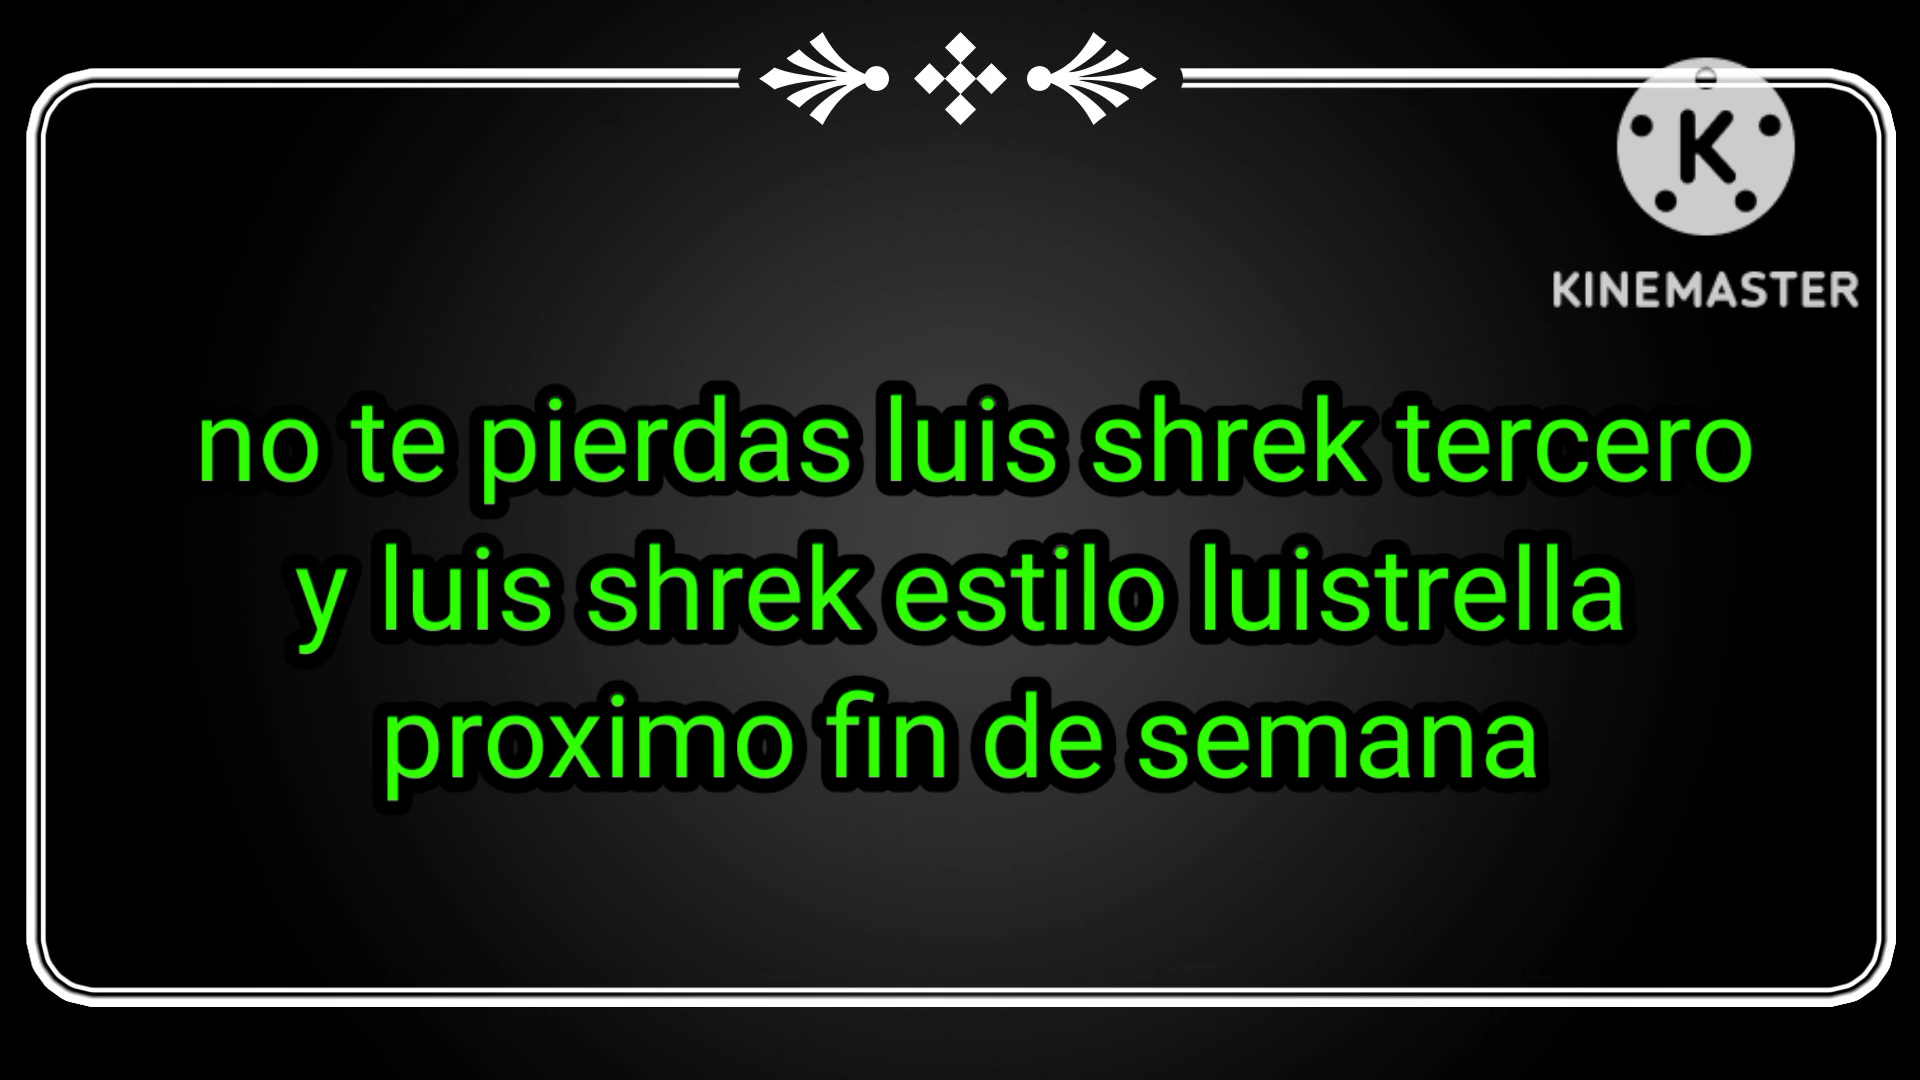 K
KINEMASTER
no te pierdas luis shrek tercero
y luis shrek estilo luistrella
proximo fin de semana